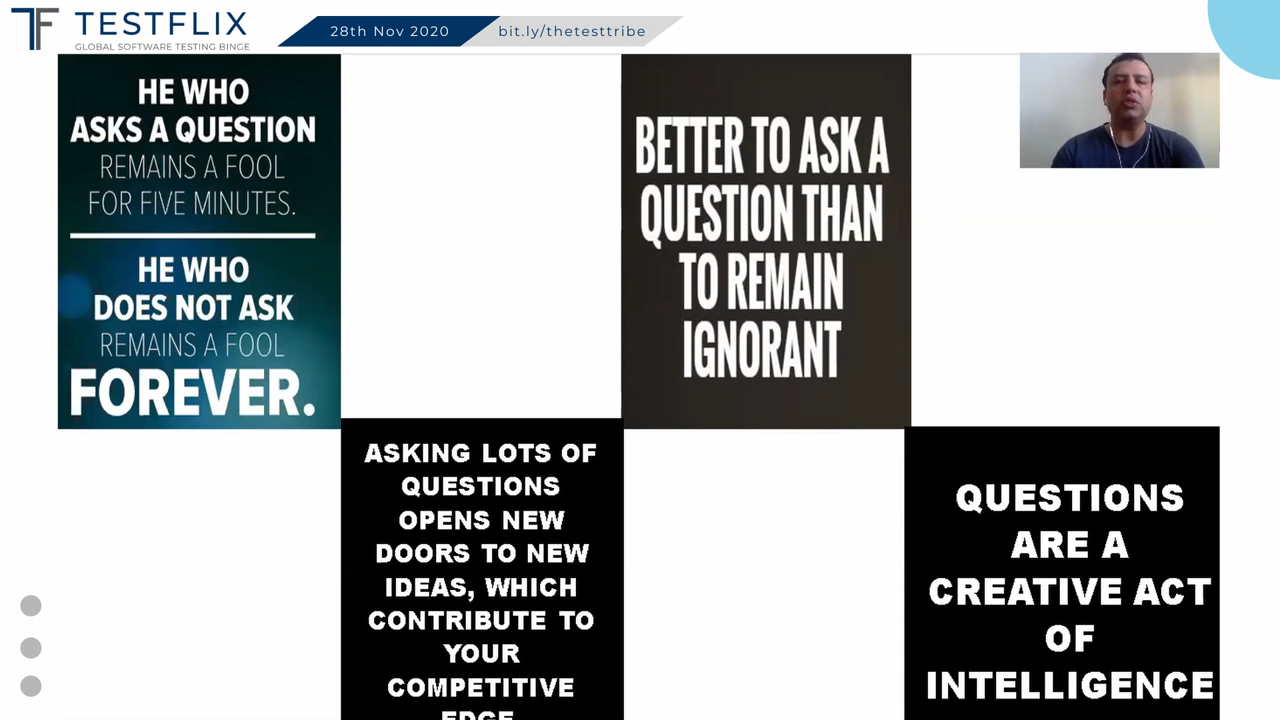 TF TESTFLIX
GLOBAL SOFTWARE TESTING BINGE
28th Nov 2020
bit.ly/thetesttribe
HE WHO
ASKS A QUESTION
REMAINS A FOOL
FOR FIVE MINUTES.
HE WHO
DOES NOT ASK
REMAINS A FOOL
FOREVER.
BETTER TO ASK A
QUESTION THAN
TO REMAIN
IGNORANT
ASKING LOTS OF
QUESTIONS
OPENS NEW
DOORS TO NEW
IDEAS, WHICH
CONTRIBUTE TO
YOUR
COMPETITIVE
EDGE
QUESTIONS
ARE A
CREATIVE ACT
OF
INTELLIGENCE